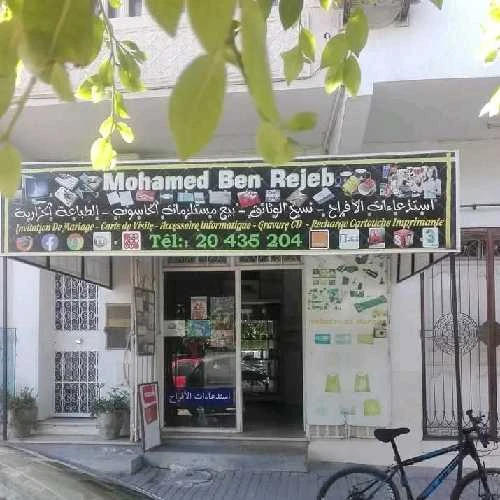 Mohamed Ben Rejeb
استدعاءات الأفراح - نسخ الوثائق - بيع مستلزمات الحاسوب - الطباعة الحرارية
Invitation De Mariage - Carte de Visite - Accessoire informatique - Gravure CD - Recharge Cartouche Imprimante
Tél.: 20 435 204
استدعاءات الأفراح